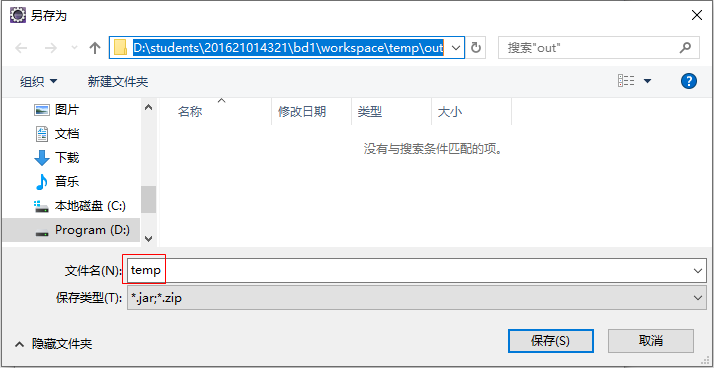 另存为
D:\students\201621014321\bd1\workspace\temp\out
搜索"out"
组织
新建文件夹
图片
文档
下载
音乐
本地磁盘 (C:)
Program (D:)
名称
修改日期
类型
大小
没有与搜索条件匹配的项。
文件名(N):
temp
保存类型(T):
*.jar;*.zip
隐藏文件夹
保存(S)
取消